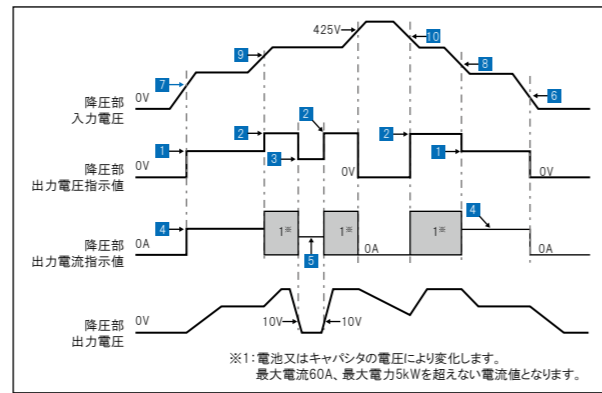 425V
9
10
7
8
降圧部 0V
入力電圧
6
2
2
2
1
3
1
降圧部 0V
出力電圧指示値
0V
0V
4
4
1※
1※
1※
降圧部 0A
出力電流指示値
5
0A
0A
降圧部 0V
出力電圧
10V
10V
※1:電池又はキャパシタの電圧により変化します。
最大電流60A、最大電力5kWを超えない電流値となります。